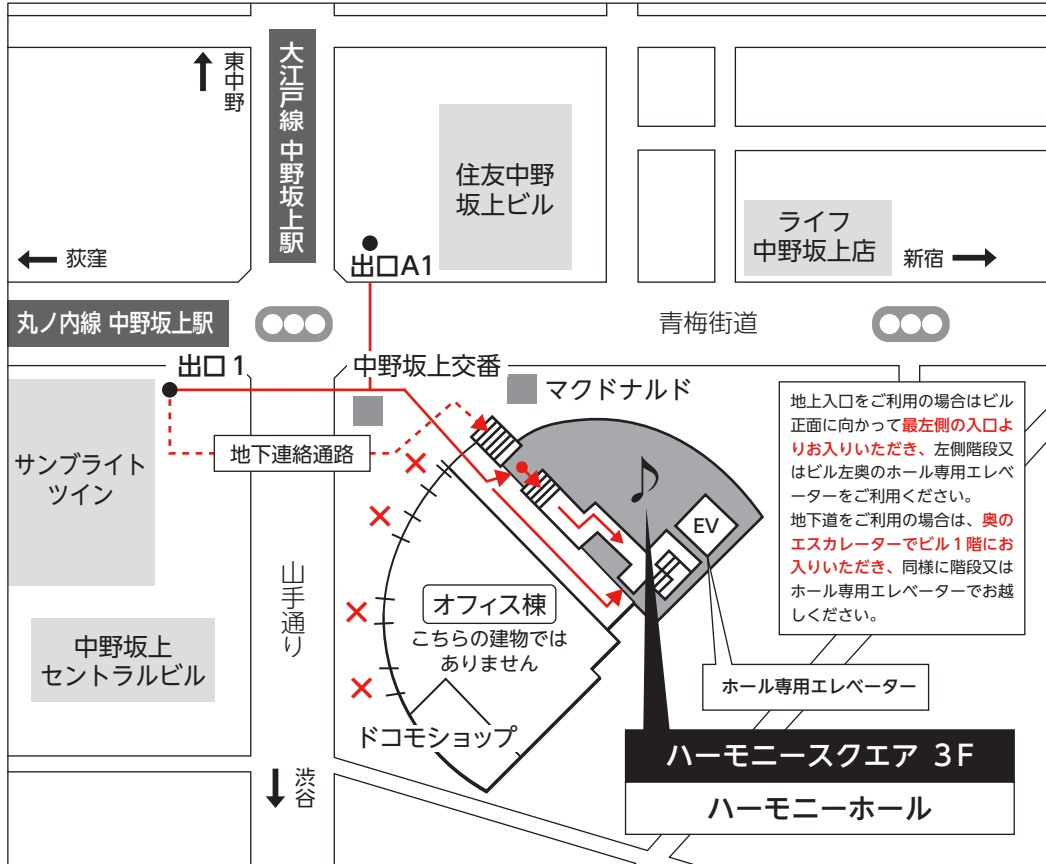 東中野
大江戸線 中野坂上駅
住友中野
坂上ビル
ライフ
中野坂上店
荻窪
出口A1
新宿
丸ノ内線 中野坂上駅
青梅街道
出口1
中野坂上交番
マクドナルド
地上入口をご利用の場合はビル
正面に向かって最左側の入口よ
りお入りいただき、左側階段又
はビル左奥のホール専用エレベ
ーターをご利用ください。
地下道をご利用の場合は、奥の
エスカレーターでビル1階にお
入りいただき、同様に階段又は
ホール専用エレベーターでお越
しください。
サンブライト
ツイン
地下連絡通路
EV
山手通り
オフィス棟
こちらの建物では
ありません
中野坂上
セントラルビル
ホール専用エレベーター
ドコモショップ
渋谷
ハーモニースクエア 3F
ハーモニーホール